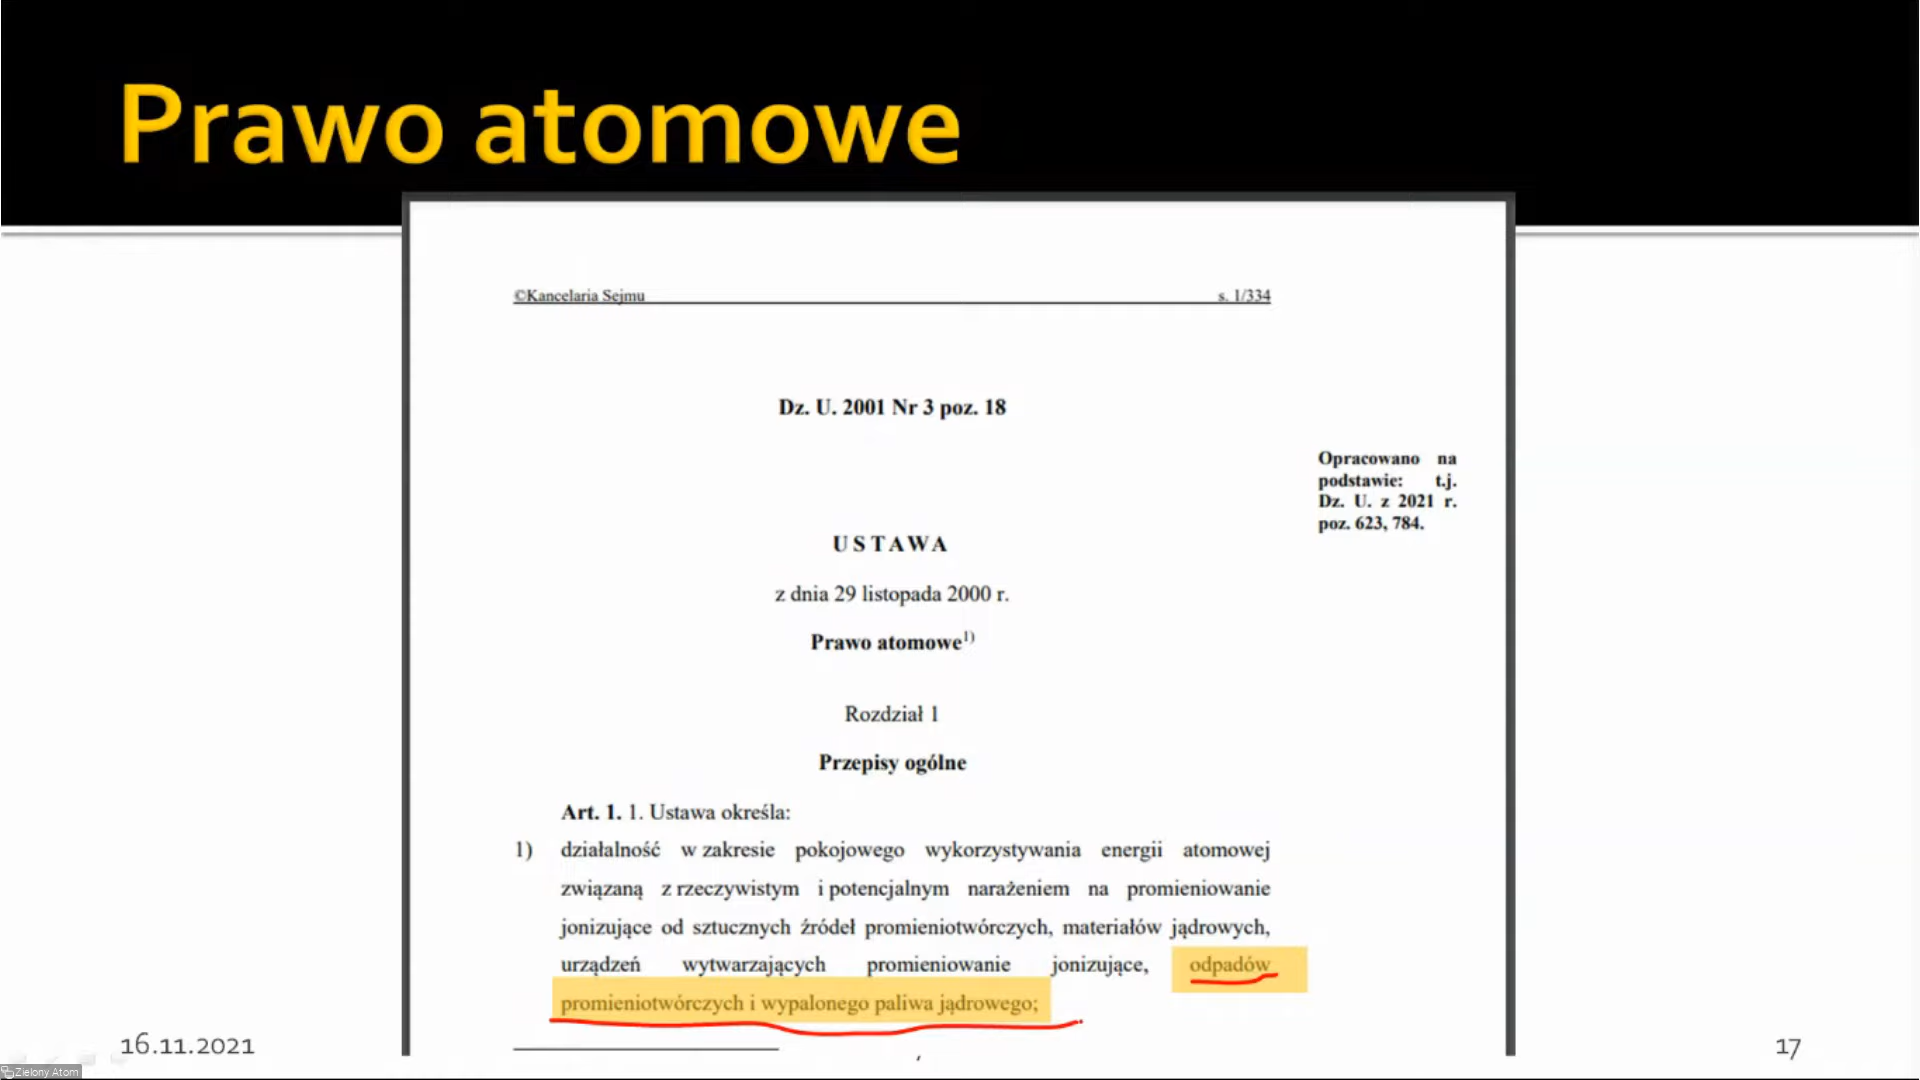 Prawo atomowe
©Kancelaria Sejmu s. 1/334
Dz. U. 2001 Nr 3 poz. 18
Opracowano na
podstawie: t.j.
Dz. U. z 2021 r.
poz. 623, 784.
USTAWA
z dnia 29 listopada 2000 r.
Prawo atomowe1)
Rozdział 1
Przepisy ogólne
Art. 1. 1. Ustawa określa:
1) działalność w zakresie pokojowego wykorzystywania energii atomowej
związaną z rzeczywistym i potencjalnym narażeniem na promieniowanie
jonizujące od sztucznych źródeł promieniotwórczych, materiałów jądrowych,
urządzeń wytwarzających promieniowanie jonizujące, odpadów
promieniotwórczych i wypalonego paliwa jądrowego;
16.11.2021 17
Zielony Atom